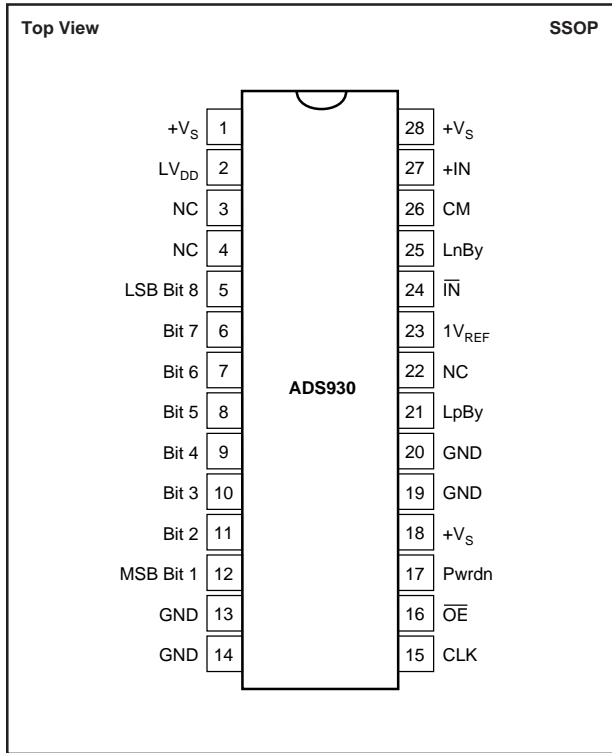 Top View SSOP
+VS 1 28 +VS
LVDD 2 27 +IN
NC 3 26 CM
NC 4 25 LnBy
LSB Bit 8 5 24 I̅N̅
Bit 7 6 23 1VREF
Bit 6 7 22 NC
ADS930
Bit 5 8 21 LpBy
Bit 4 9 20 GND
Bit 3 10 19 GND
Bit 2 11 18 +VS
MSB Bit 1 12 17 Pwrdn
GND 13 16 O̅E̅
GND 14 15 CLK